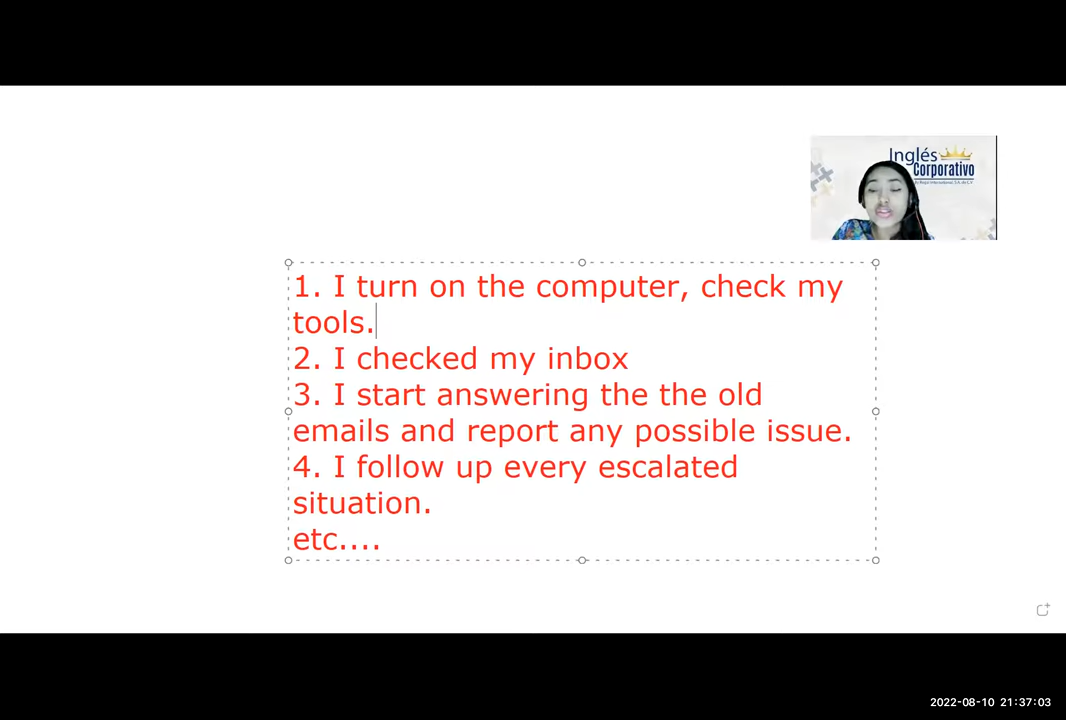 Inglés
Corporativo
1. I turn on the computer, check my
tools.
2. I checked my inbox
3. I start answering the the old
emails and report any possible issue.
4. I follow up every escalated
situation.
etc....
2022-08-10 21:37:03